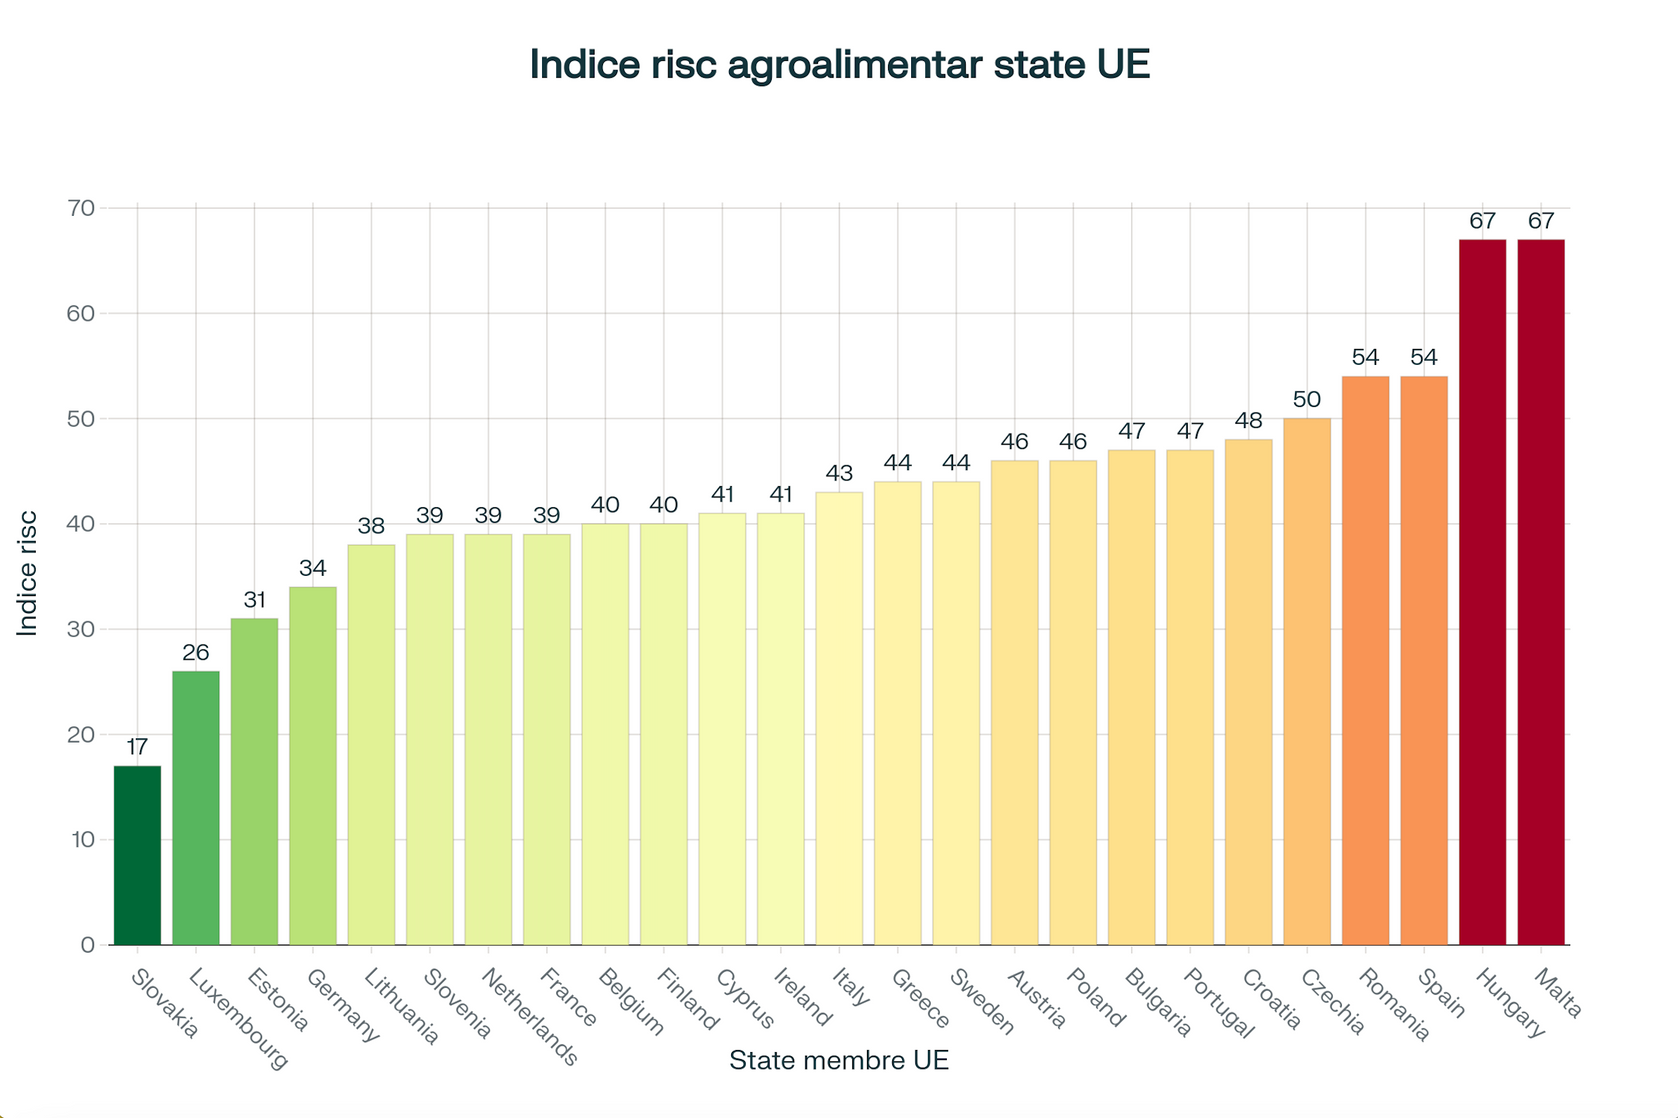 Indice risc agroalimentar state UE
70
60
50
40
30
20
10
0
Indice risc
17
26
31
34
38
39
39
39
40
40
41
41
43
44
44
46
46
47
47
48
50
54
54
67
67
Slovakia
Luxembourg
Estonia
Germany
Lithuania
Slovenia
Netherlands
France
Belgium
Finland
Cyprus
Ireland
Italy
Greece
Sweden
Austria
Poland
Bulgaria
Portugal
Croatia
Czechia
Romania
Spain
Hungary
Malta
State membre UE